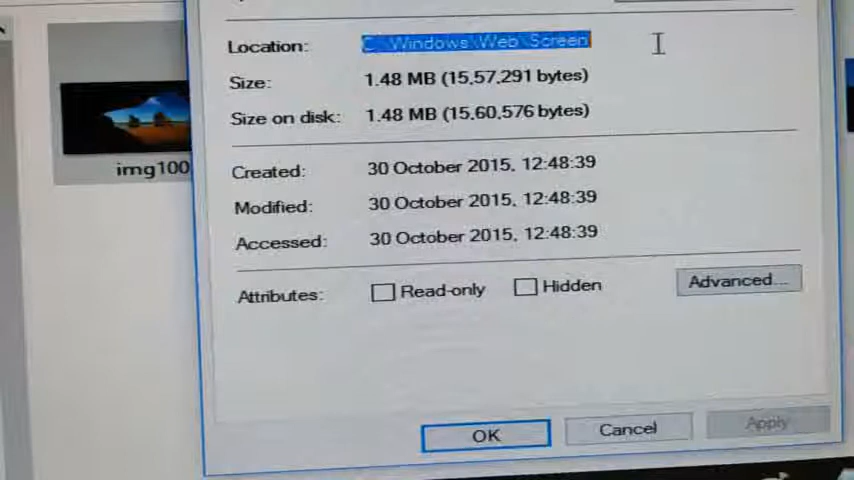 Location: C:\Windows\Web\Screen
Size: 1.48 MB (15,57,291 bytes)
Size on disk: 1.48 MB (15,60,576 bytes)
Created: 30 October 2015, 12:48:39
Modified: 30 October 2015, 12:48:39
Accessed: 30 October 2015, 12:48:39
img100
Attributes: Read-only Hidden Advanced...
OK Cancel Apply